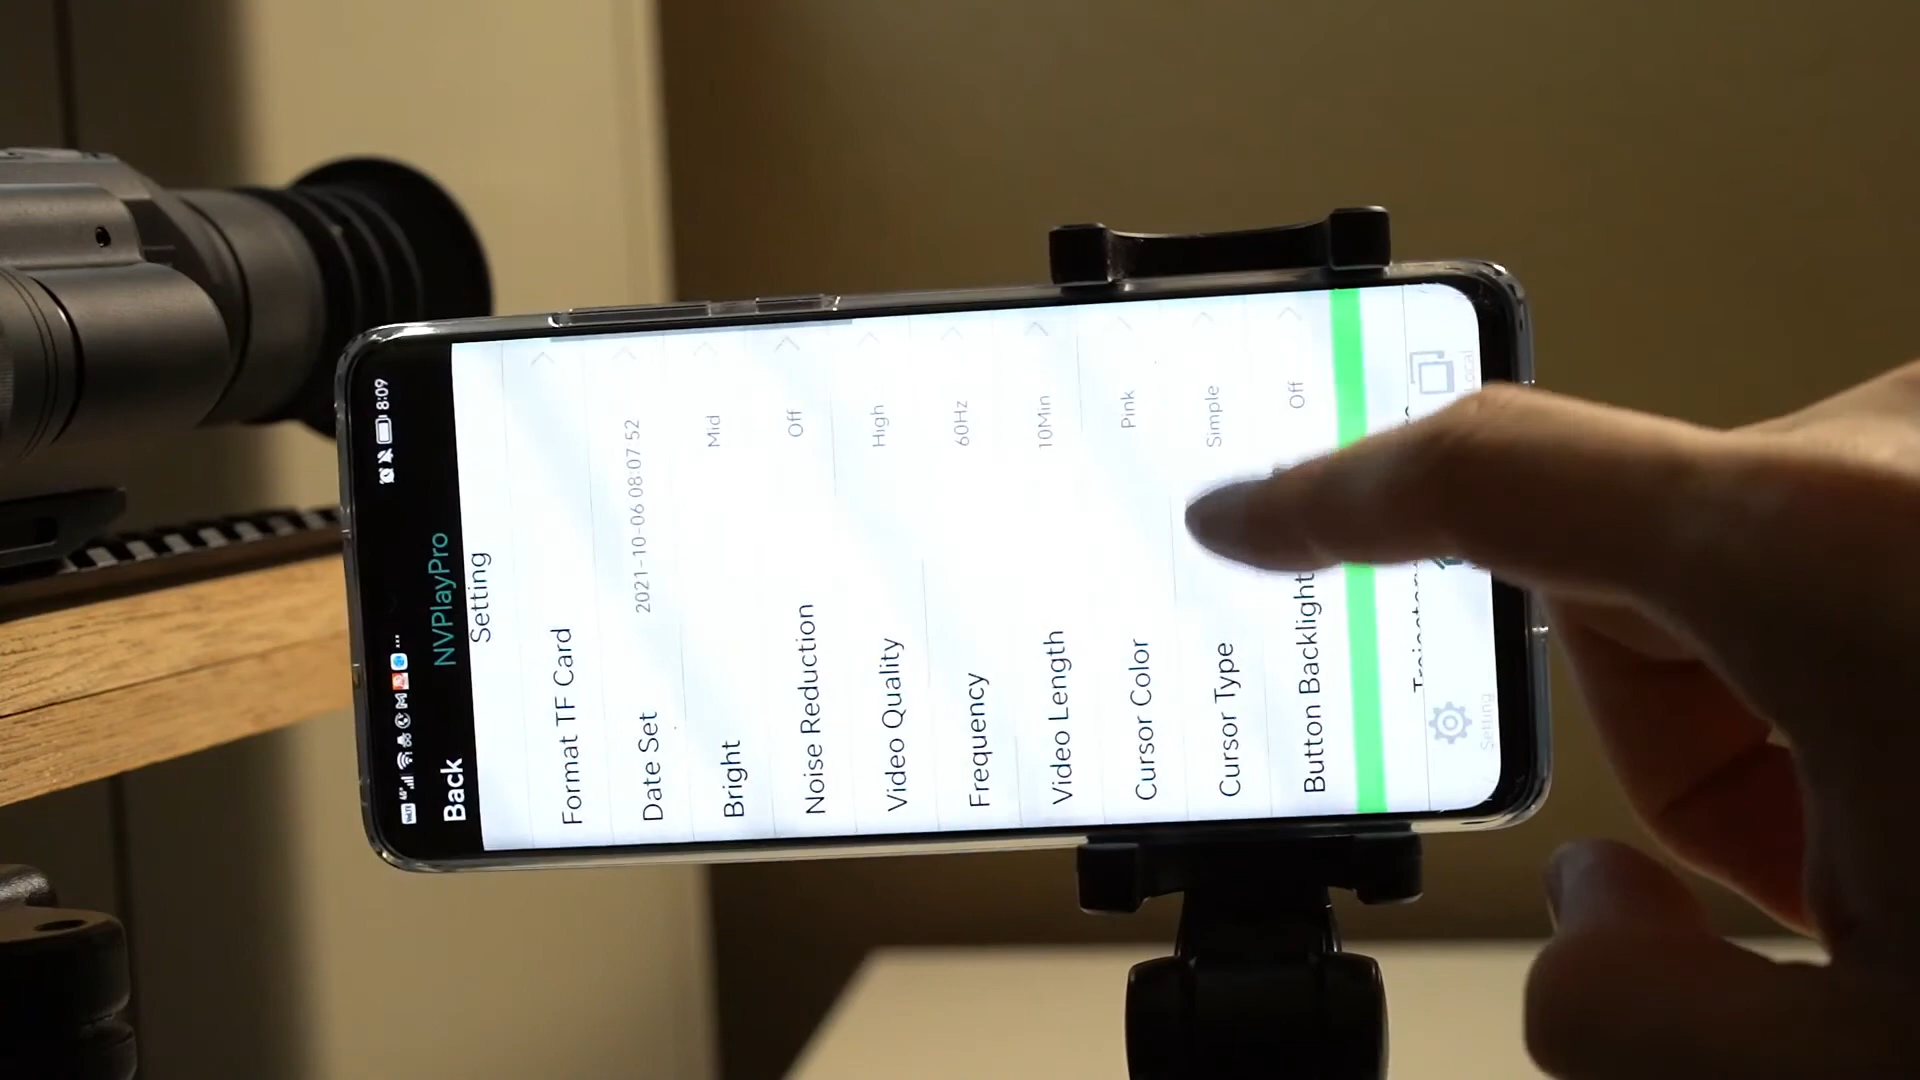 8:09
NVPlayPro
Back
Setting
Format TF Card
Date Set 2021-10-06 08:07 52
Bright Mid
Noise Reduction Off
Video Quality High
Frequency 60Hz
Video Length 10Min
Cursor Color Pink
Cursor Type Simple
Button Backlight Off
Setting
Local